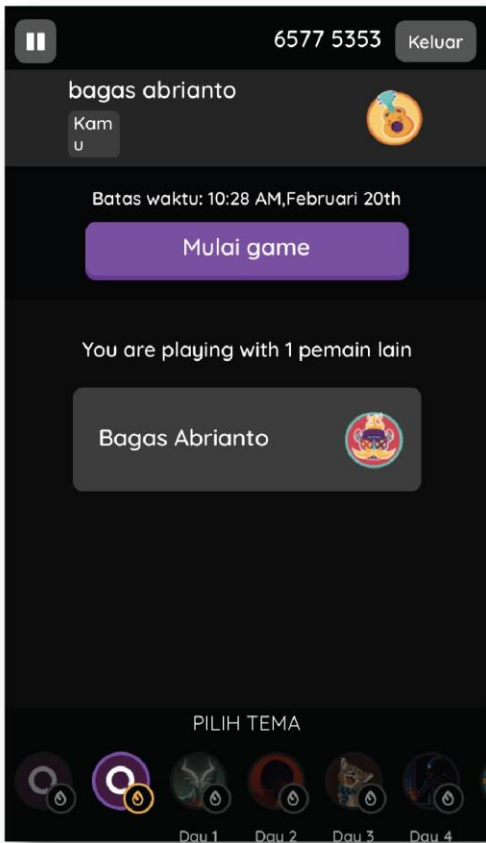 6577 5353 Keluar
bagas abrianto
Kam
u
Batas waktu: 10:28 AM,Februari 20th
Mulai game
You are playing with 1 pemain lain
Bagas Abrianto
PILIH TEMA
Day 1 Day 2 Day 3 Day 4